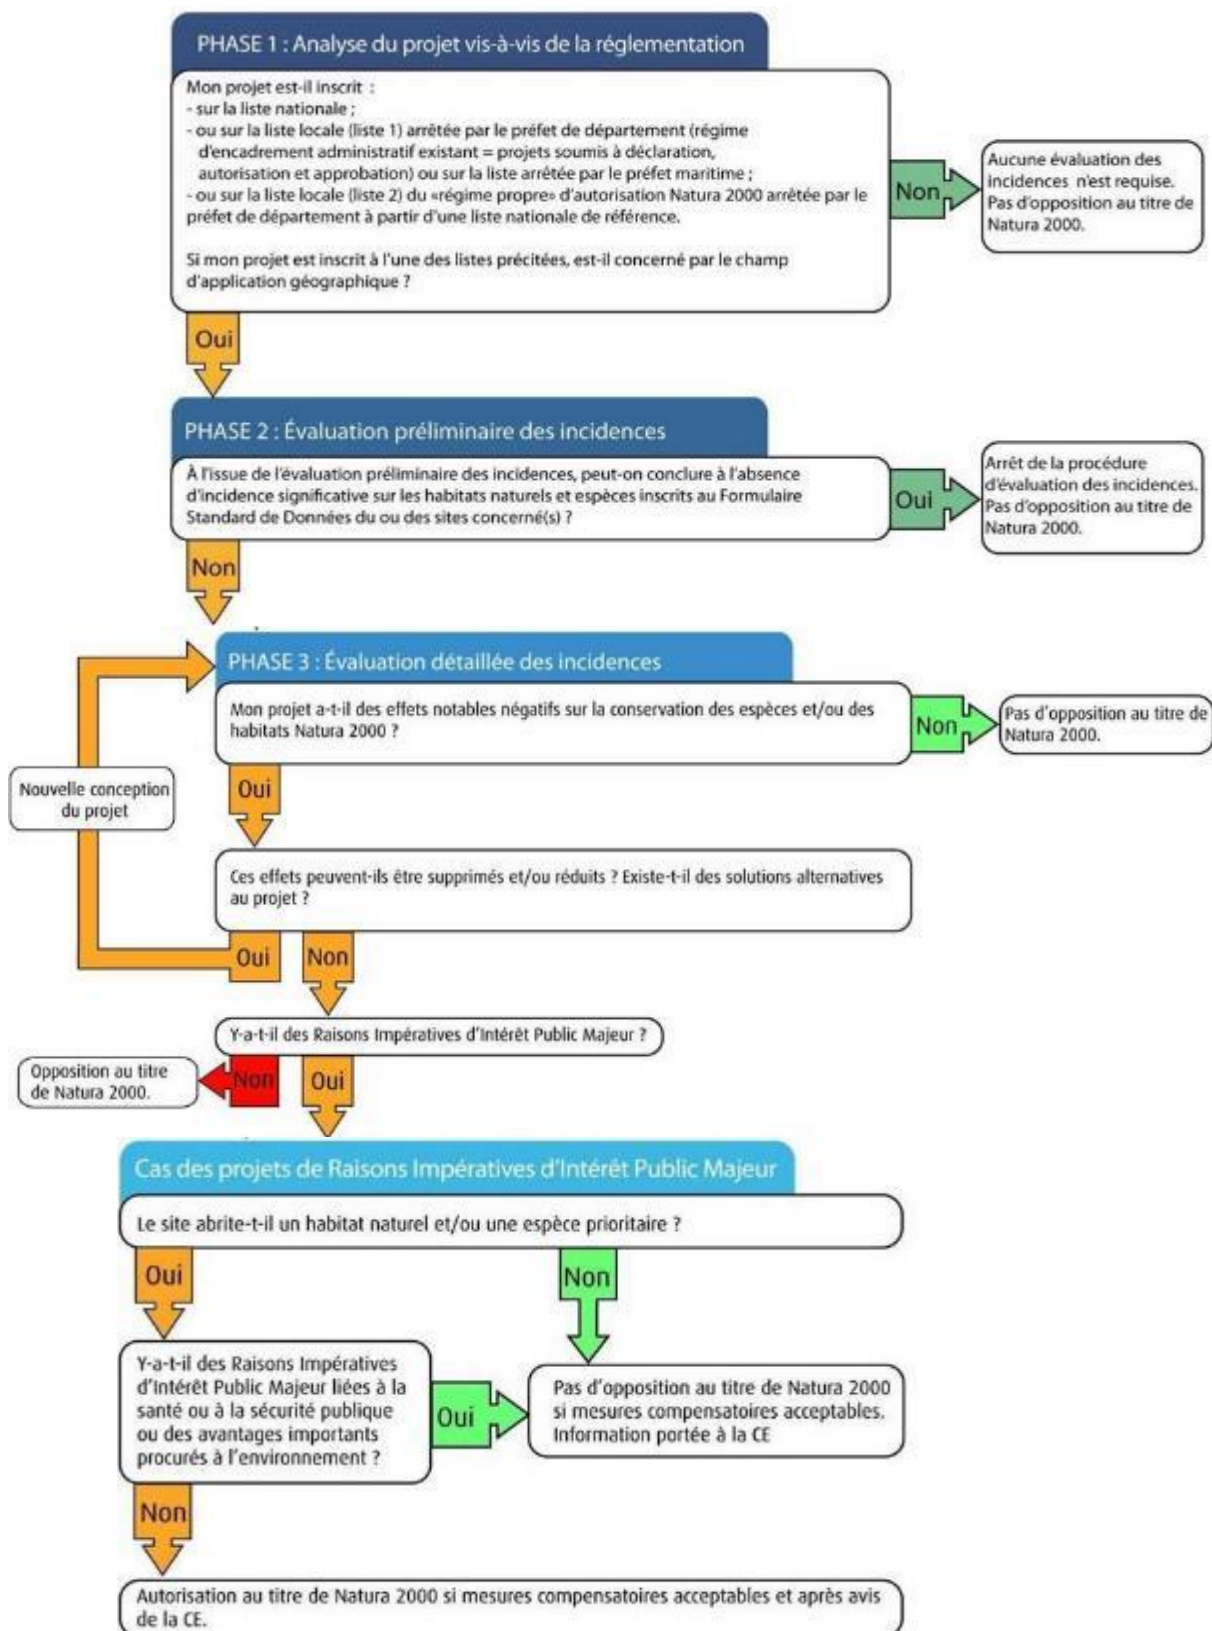 PHASE 1 : Analyse du projet vis-à-vis de la réglementation
Mon projet est-il inscrit :
- sur la liste nationale ;
- ou sur la liste locale (liste 1) arrêtée par le préfet de département (régime
d'encadrement administratif existant = projets soumis à déclaration,
autorisation et approbation) ou sur la liste arrêtée par le préfet maritime ;
- ou sur la liste locale (liste 2) du «régime propre» d'autorisation Natura 2000 arrêtée par le
préfet de département à partir d'une liste nationale de référence.
Si mon projet est inscrit à l'une des listes précitées, est-il concerné par le champ
d'application géographique ?
Non
Aucune évaluation des
incidences n'est requise.
Pas d'opposition au titre de
Natura 2000.
Oui
PHASE 2 : Évaluation préliminaire des incidences
À l'issue de l'évaluation préliminaire des incidences, peut-on conclure à l'absence
d'incidence significative sur les habitats naturels et espèces inscrits au Formulaire
Standard de Données du ou des sites concerné(s) ?
Oui
Arrêt de la procédure
d'évaluation des incidences.
Pas d'opposition au titre de
Natura 2000.
Non
PHASE 3 : Évaluation détaillée des incidences
Mon projet a-t-il des effets notables négatifs sur la conservation des espèces et/ou des
habitats Natura 2000 ?
Non
Pas d'opposition au titre de
Natura 2000.
Nouvelle conception
du projet
Oui
Ces effets peuvent-ils être supprimés et/ou réduits ? Existe-t-il des solutions alternatives
au projet ?
Oui
Non
Y-a-t-il des Raisons Impératives d'Intérêt Public Majeur ?
Opposition au titre
de Natura 2000.
Non
Oui
Cas des projets de Raisons Impératives d'Intérêt Public Majeur
Le site abrite-t-il un habitat naturel et/ou une espèce prioritaire ?
Oui
Non
Y-a-t-il des Raisons Impératives
d'Intérêt Public Majeur liées à la
santé ou à la sécurité publique
ou des avantages importants
procurés à l'environnement ?
Oui
Pas d'opposition au titre de Natura 2000
si mesures compensatoires acceptables.
Information portée à la CE
Non
Autorisation au titre de Natura 2000 si mesures compensatoires acceptables et après avis
de la CE.